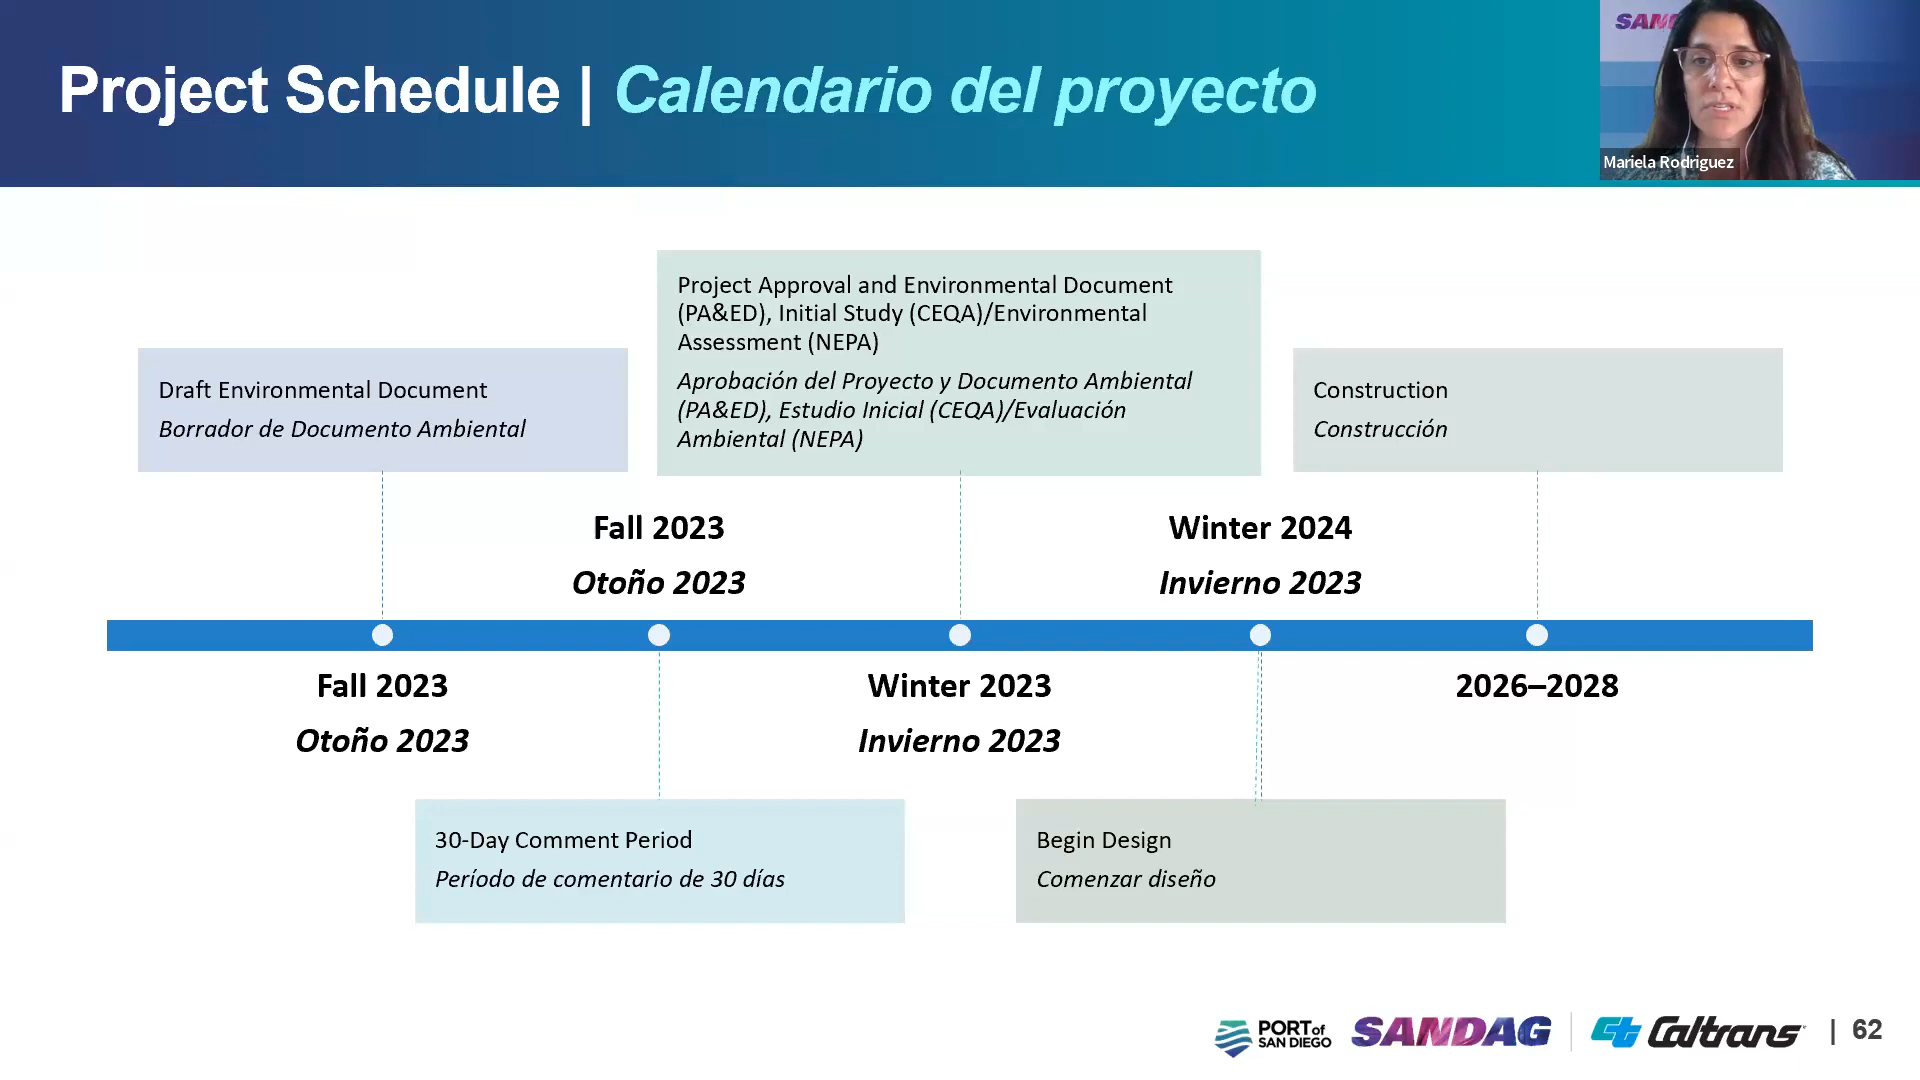 Project Schedule | Calendario del proyecto
SAN
Mariela Rodriguez
Project Approval and Environmental Document
(PA&ED), Initial Study (CEQA)/Environmental
Assessment (NEPA)
Aprobación del Proyecto y Documento Ambiental
(PA&ED), Estudio Inicial (CEQA)/Evaluación
Ambiental (NEPA)
Draft Environmental Document
Borrador de Documento Ambiental
Construction
Construcción
Fall 2023
Otoño 2023
Winter 2024
Invierno 2023
Fall 2023
Otoño 2023
Winter 2023
Invierno 2023
2026–2028
30-Day Comment Period
Período de comentario de 30 días
Begin Design
Comenzar diseño
PORT of
SAN DIEGO
SANDAG
ct Caltrans
| 62